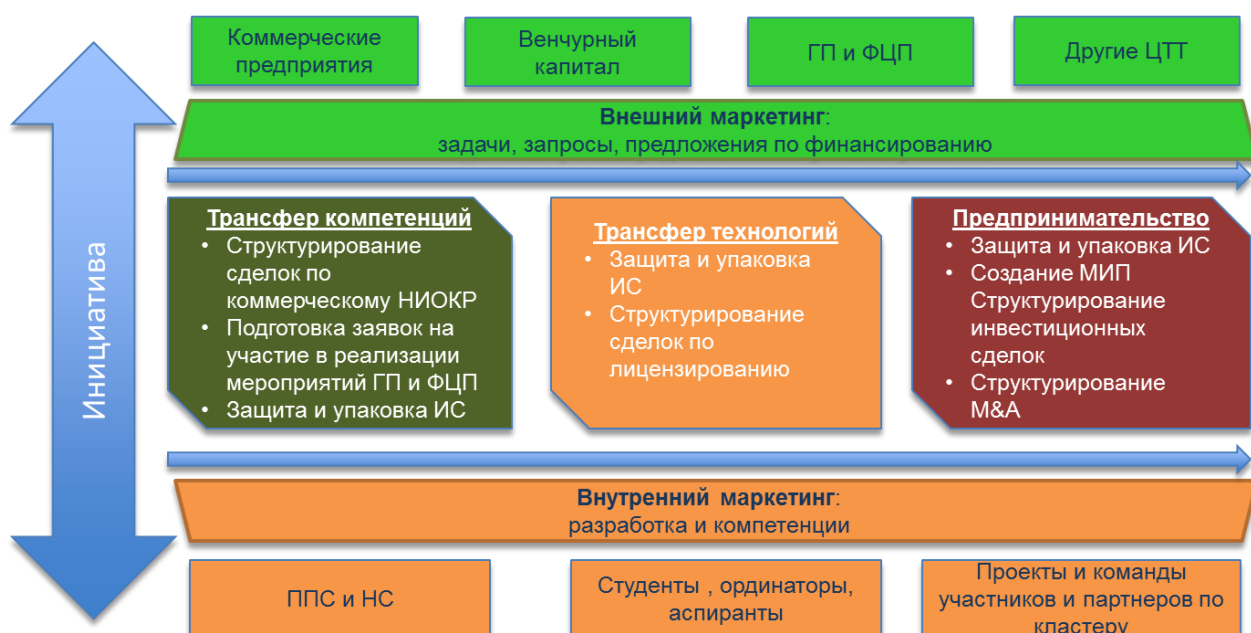 Коммерческие
предприятия
Венчурный
капитал
ГП и ФЦП
Другие ЦТТ
Внешний маркетинг:
задачи, запросы, предложения по финансированию
Инициатива
Трансфер компетенций
• Структурирование
сделок по
коммерческому НИОКР
• Подготовка заявок на
участие в реализации
мероприятий ГП и ФЦП
• Защита и упаковка ИС
Трансфер технологий
• Защита и упаковка
ИС
• Структурирование
сделок по
лицензированию
Предпринимательство
• Защита и упаковка ИС
• Создание МИП
Структурирование
инвестиционных
сделок
• Структурирование
M&A
Внутренний маркетинг:
разработка и компетенции
ППС и НС
Студенты , ординаторы,
аспиранты
Проекты и команды
участников и партнеров по
кластеру